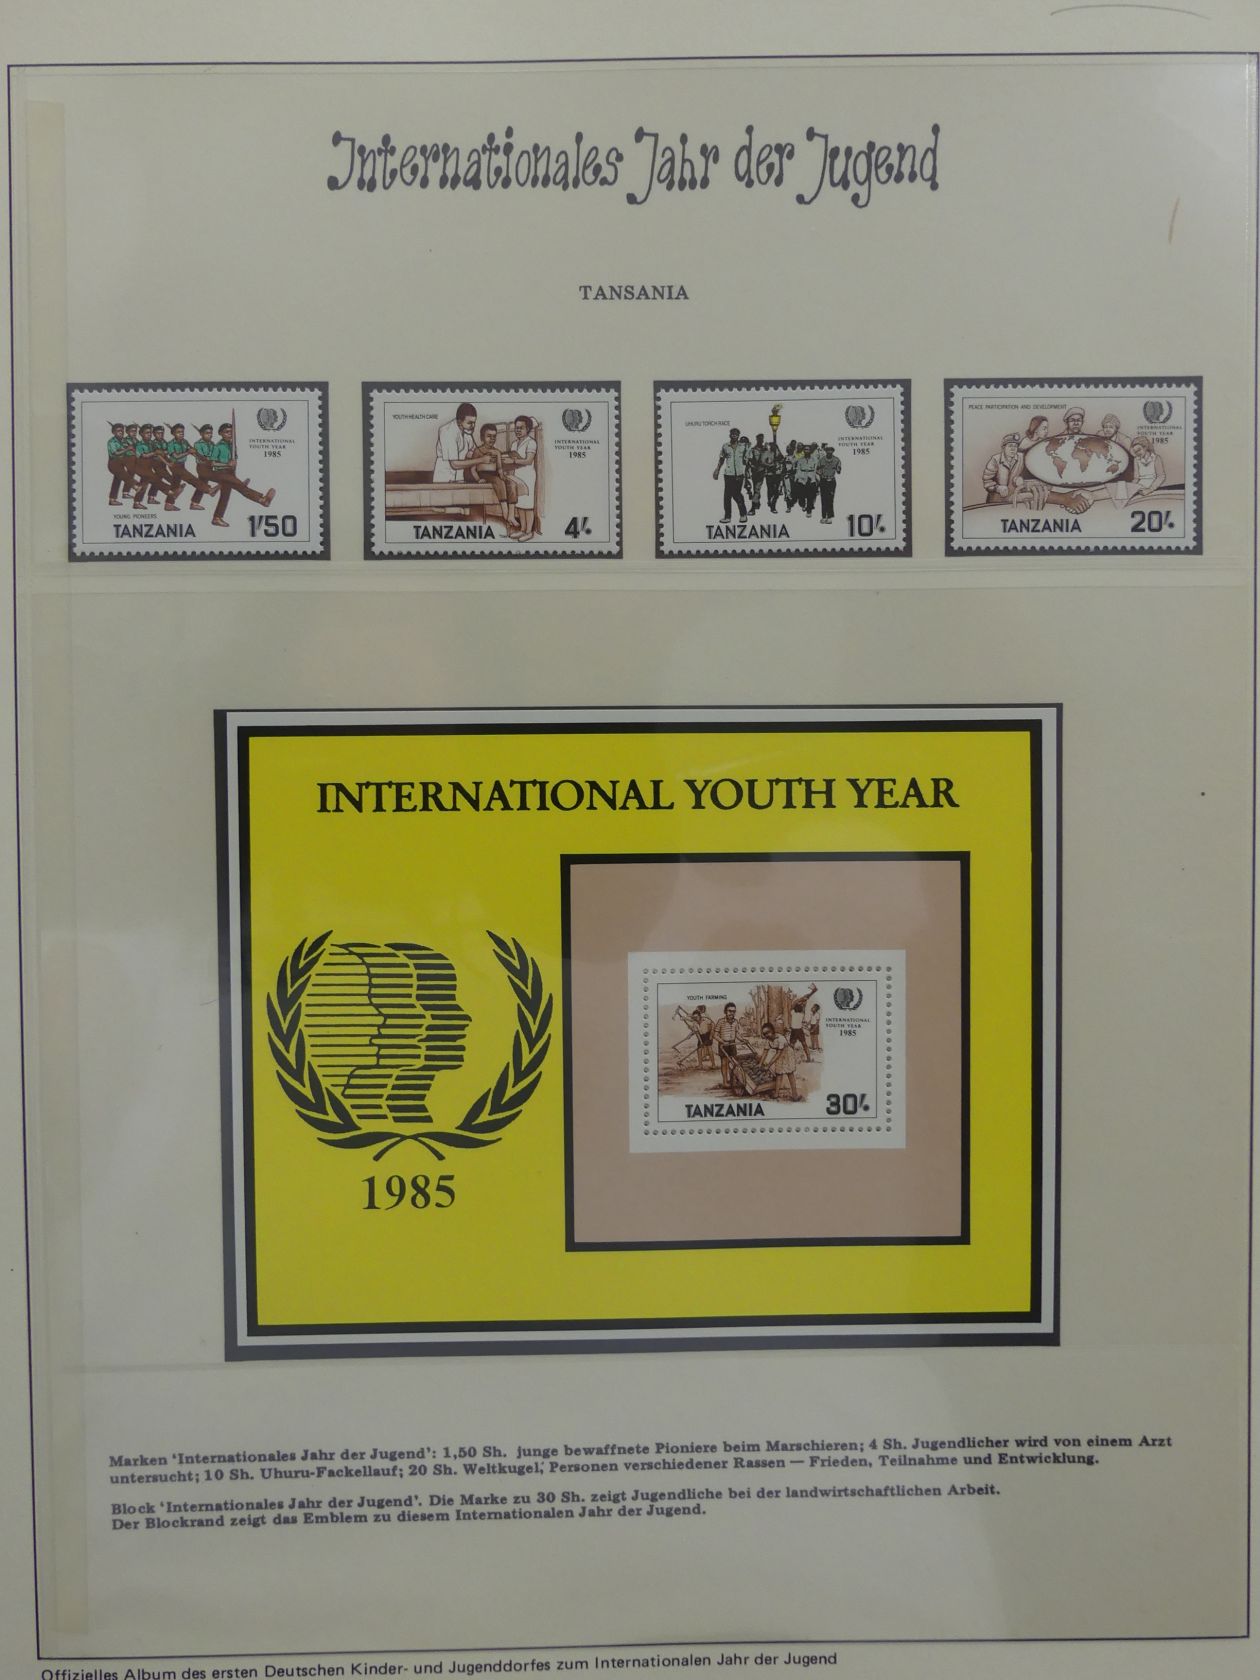 Internationales Jahr der Jugend
TANSANIA
INTERNATIONAL
YOUTH YEAR
1985
YOUNG PIONEERS
TANZANIA 1/50
YOUTH HEALTH CARE
INTERNATIONAL
YOUTH YEAR
1985
TANZANIA 4/-
UHURU TORCH RACE
INTERNATIONAL
YOUTH YEAR
1985
TANZANIA 10/-
PEACE PARTICIPATION AND DEVELOPMENT
INTERNATIONAL
YOUTH YEAR
1985
TANZANIA 20/-
INTERNATIONAL YOUTH YEAR
1985
YOUTH FARMING
INTERNATIONAL
YOUTH YEAR
1985
TANZANIA 30/-
Marken 'Internationales Jahr der Jugend': 1,50 Sh. junge bewaffnete Pioniere beim Marschieren; 4 Sh. Jugendlicher wird von einem Arzt
untersucht; 10 Sh. Uhuru-Fackellauf; 20 Sh. Weltkugel, Personen verschiedener Rassen — Frieden, Teilnahme und Entwicklung.
Block 'Internationales Jahr der Jugend'. Die Marke zu 30 Sh. zeigt Jugendliche bei der landwirtschaftlichen Arbeit.
Der Blockrand zeigt das Emblem zu diesem Internationalen Jahr der Jugend.
Offizielles Album des ersten Deutschen Kinder- und Jugenddorfes zum Internationalen Jahr der Jugend